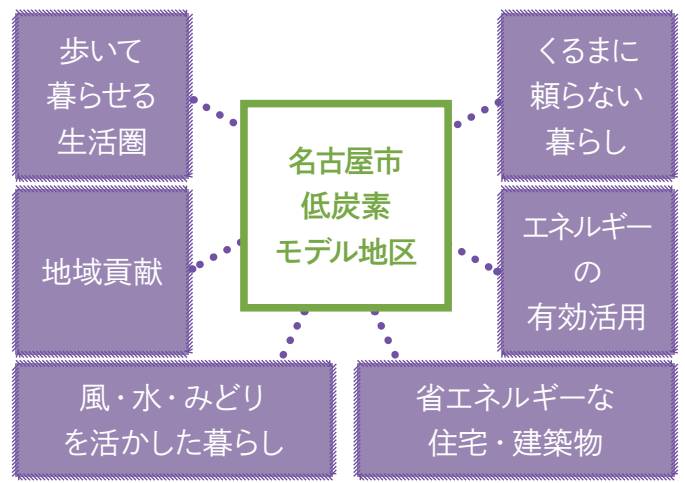 歩いて
暮らせる
生活圏
くるまに
頼らない
暮らし
名古屋市
低炭素
モデル地区
地域貢献
エネルギー
の
有効活用
風・水・みどり
を活かした暮らし
省エネルギーな
住宅・建築物